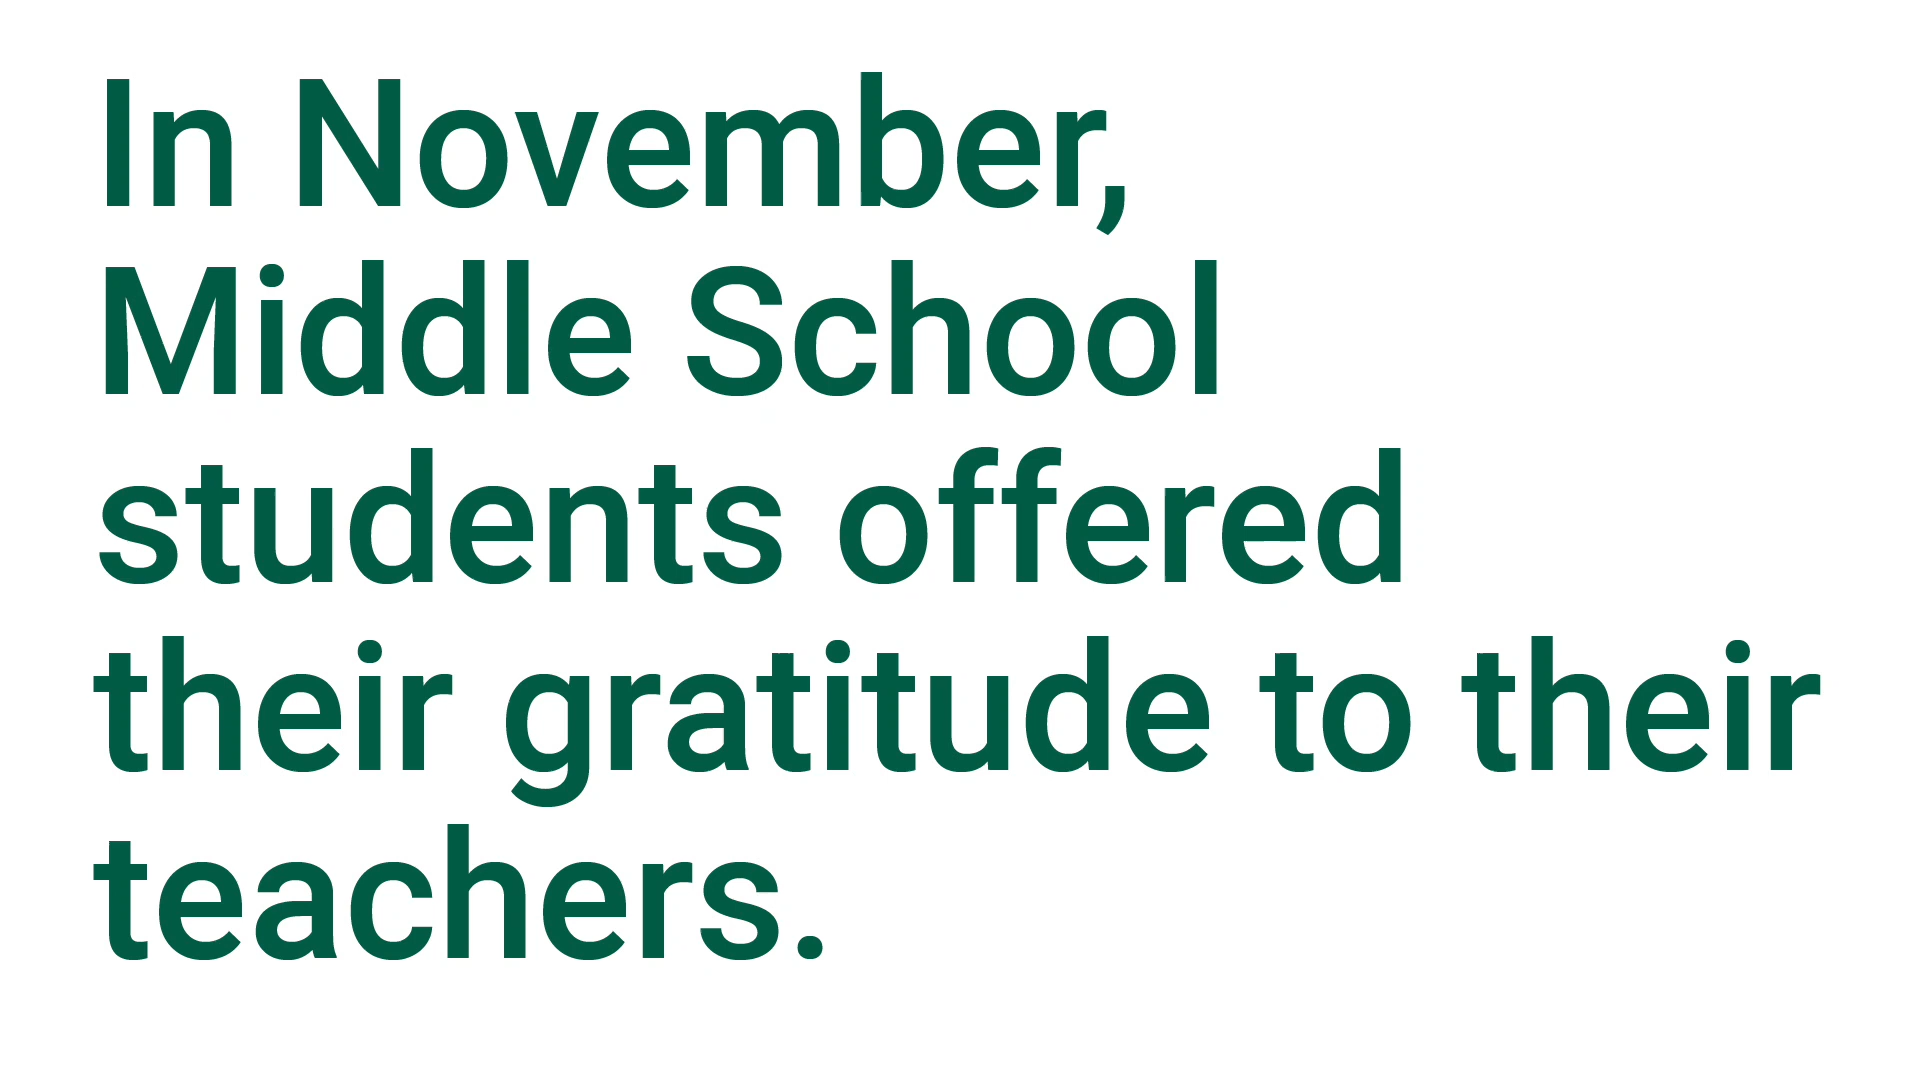 In November,
Middle School
students offered
their gratitude to their
teachers.